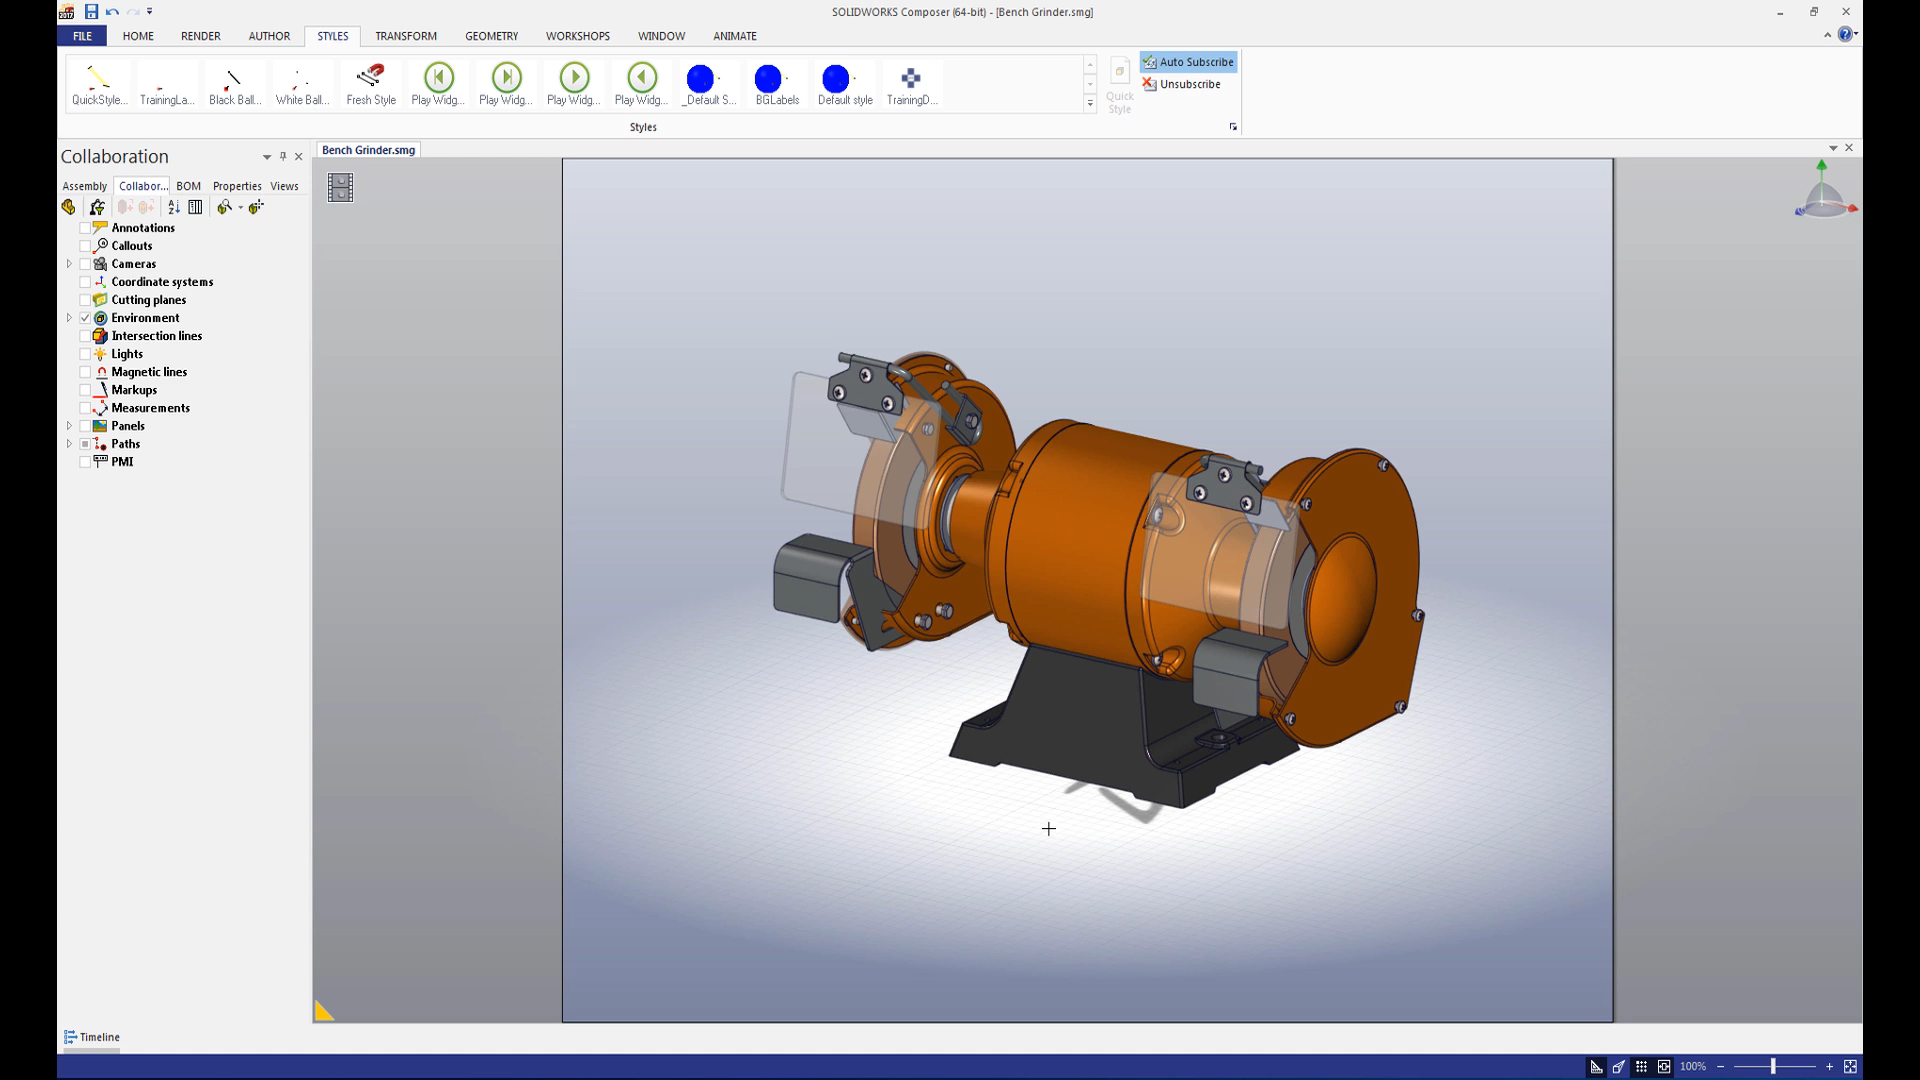 SOLIDWORKS Composer (64-bit) - [Bench Grinder.smg]
FILE HOME RENDER AUTHOR STYLES TRANSFORM GEOMETRY WORKSHOPS WINDOW ANIMATE
QuickStyle... TrainingLa... Black Ball... White Ball... Fresh Style Play Widg... Play Widg... Play Widg... Play Widg... _Default S... BGLabels Default style TrainingD...
Quick
Style
Auto Subscribe
Unsubscribe
Styles
Collaboration
Bench Grinder.smg
Assembly Collabor... BOM Properties Views
Annotations
Callouts
Cameras
Coordinate systems
Cutting planes
Environment
Intersection lines
Lights
Magnetic lines
Markups
Measurements
Panels
Paths
PMI
Timeline
100%